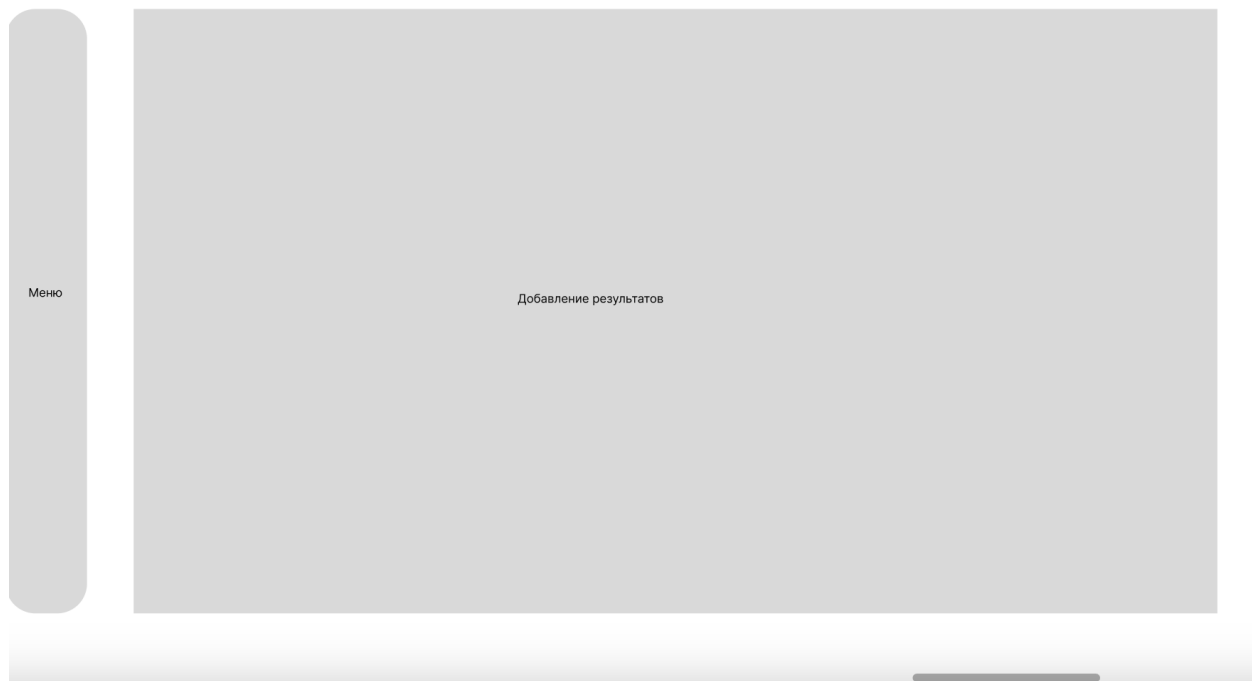 Меню
Добавление результатов